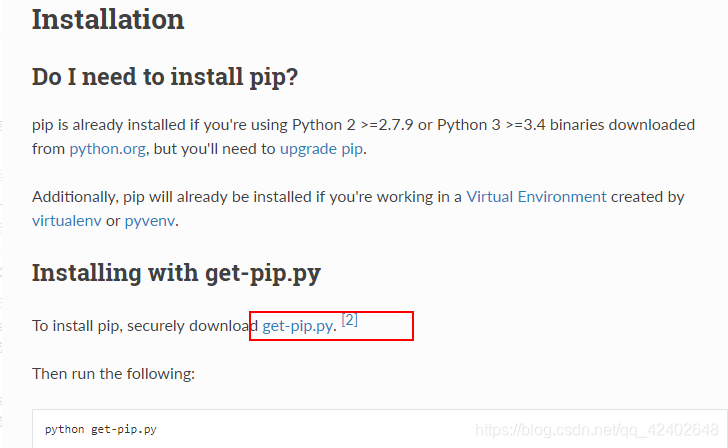 Installation
Do I need to install pip?
pip is already installed if you're using Python 2 >=2.7.9 or Python 3 >=3.4 binaries downloaded
from python.org, but you'll need to upgrade pip.
Additionally, pip will already be installed if you're working in a Virtual Environment created by
virtualenv or pyvenv.
Installing with get-pip.py
To install pip, securely download get-pip.py. [2]
Then run the following:
python get-pip.py
https://blog.csdn.net/qq_42402648